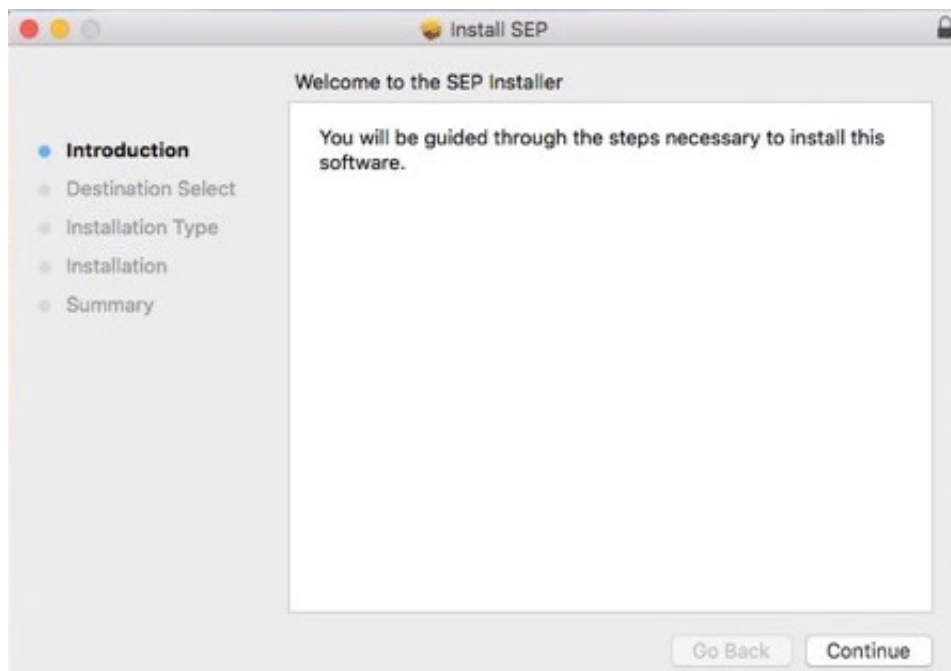 Install SEP
Welcome to the SEP Installer
Introduction
Destination Select
Installation Type
Installation
Summary
You will be guided through the steps necessary to install this
software.
Go Back
Continue